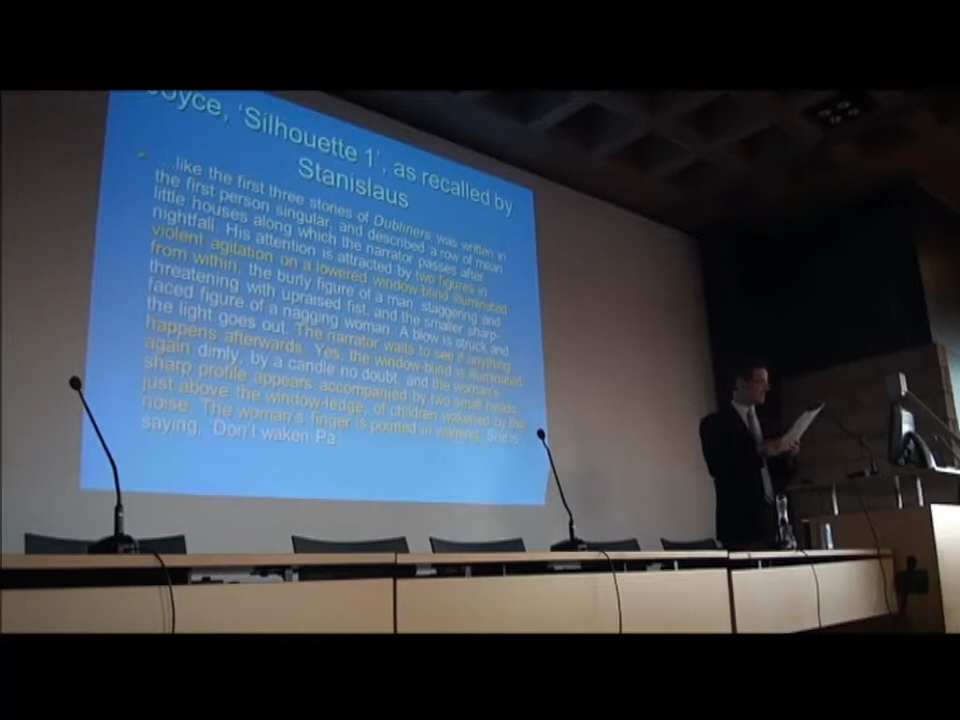 Joyce, 'Silhouette 1', as recalled by
Stanislaus
....like the first three stories of Dubliners, was written in
the first person singular, and described a row of mean
little houses along which the narrator passes after
nightfall. His attention is attracted by two figures in
violent agitation on a lowered window-blind illuminated
from within, the burly figure of a man, staggering and
threatening with upraised fist, and the smaller sharp-
faced figure of a nagging woman. A blow is struck and
the light goes out. The narrator waits to see if anything
happens afterwards. Yes, the window-blind is illuminated
again dimly, by a candle no doubt, and the woman's
sharp profile appears accompanied by two small heads,
just above the window-ledge, of children wakened by the
noise. The woman's finger is pointed in warning. She is
saying, 'Don't waken Pa'